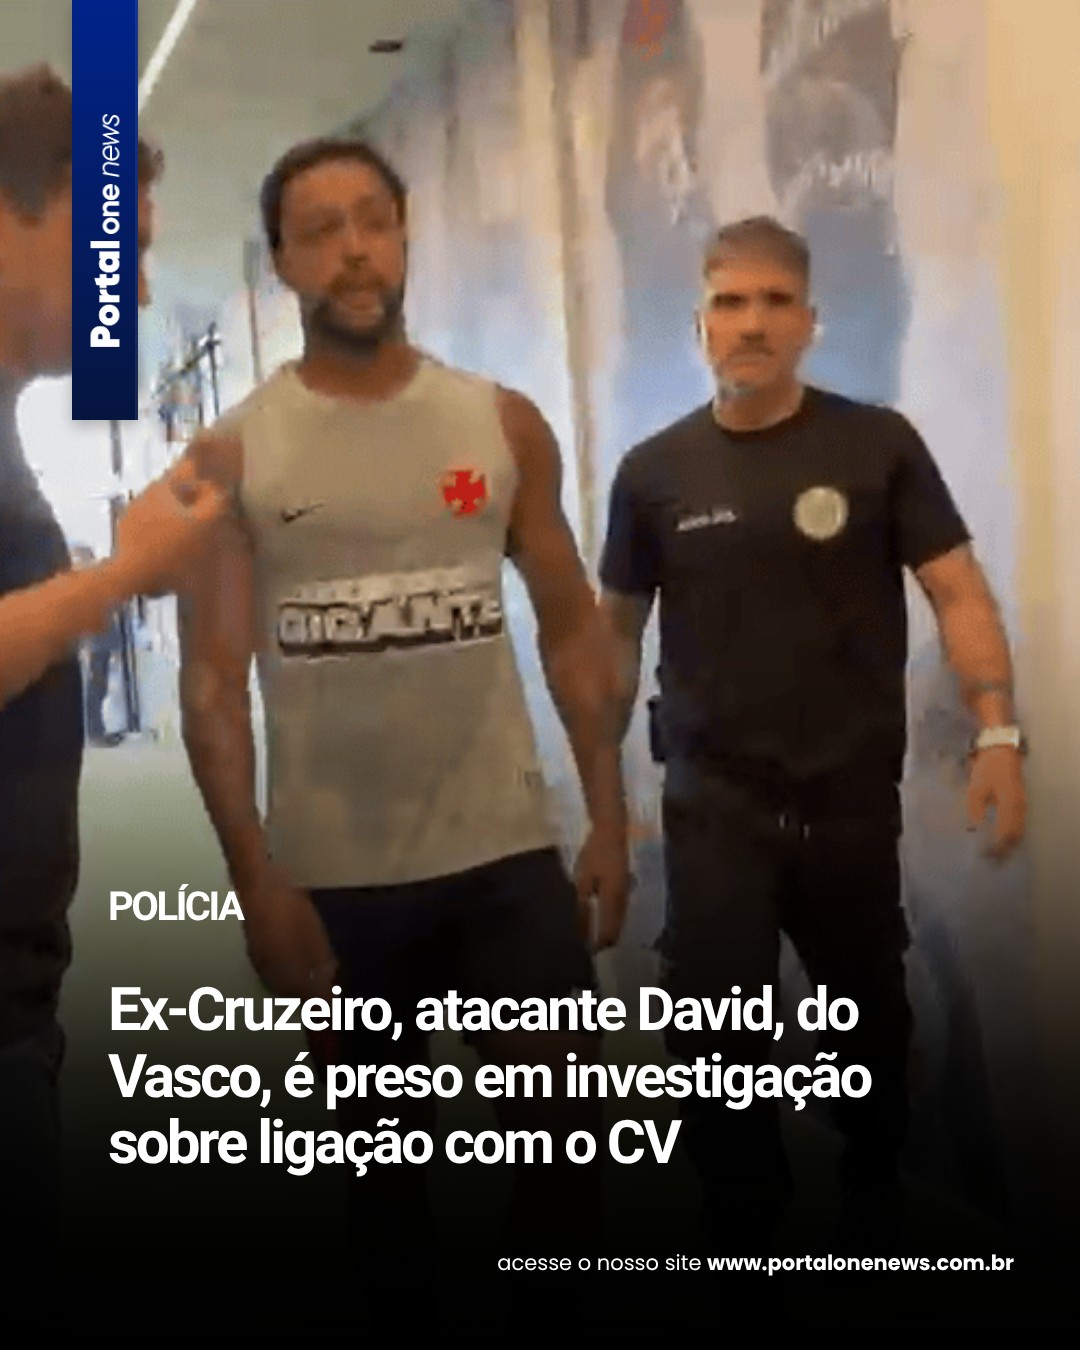 Portal one news
GIGANTE
POLÍCIA
Ex-Cruzeiro, atacante David, do
Vasco, é preso em investigação
sobre ligação com o CV
acesse o nosso site www.portalonenews.com.br